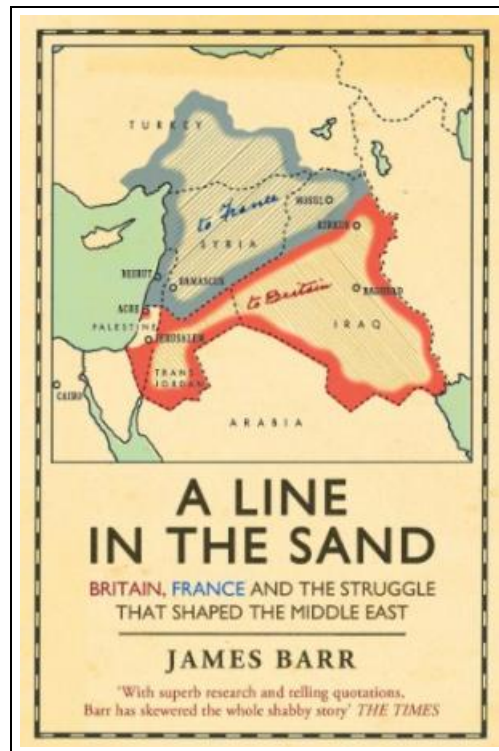 TURKEY
to France
MOSUL
SYRIA
KIRKUK
BEIRUT
DAMASCUS
to Britain
BAGHDAD
ACRE
PALESTINE
IRAQ
JERUSALEM
TRANS
JORDAN
CAIRO
ARABIA
A LINE
IN THE SAND
BRITAIN, FRANCE AND THE STRUGGLE
THAT SHAPED THE MIDDLE EAST
JAMES BARR
'With superb research and telling quotations,
Barr has skewered the whole shabby story' THE TIMES